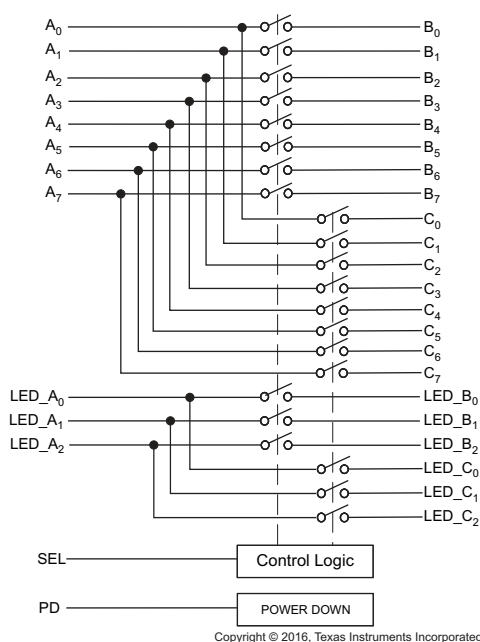 A0 B0
A1 B1
A2 B2
A3 B3
A4 B4
A5 B5
A6 B6
A7 B7
C0
C1
C2
C3
C4
C5
C6
C7
LED_A0 LED_B0
LED_A1 LED_B1
LED_A2 LED_B2
LED_C0
LED_C1
LED_C2
SEL Control Logic
PD POWER DOWN
Copyright © 2016, Texas Instruments Incorporated